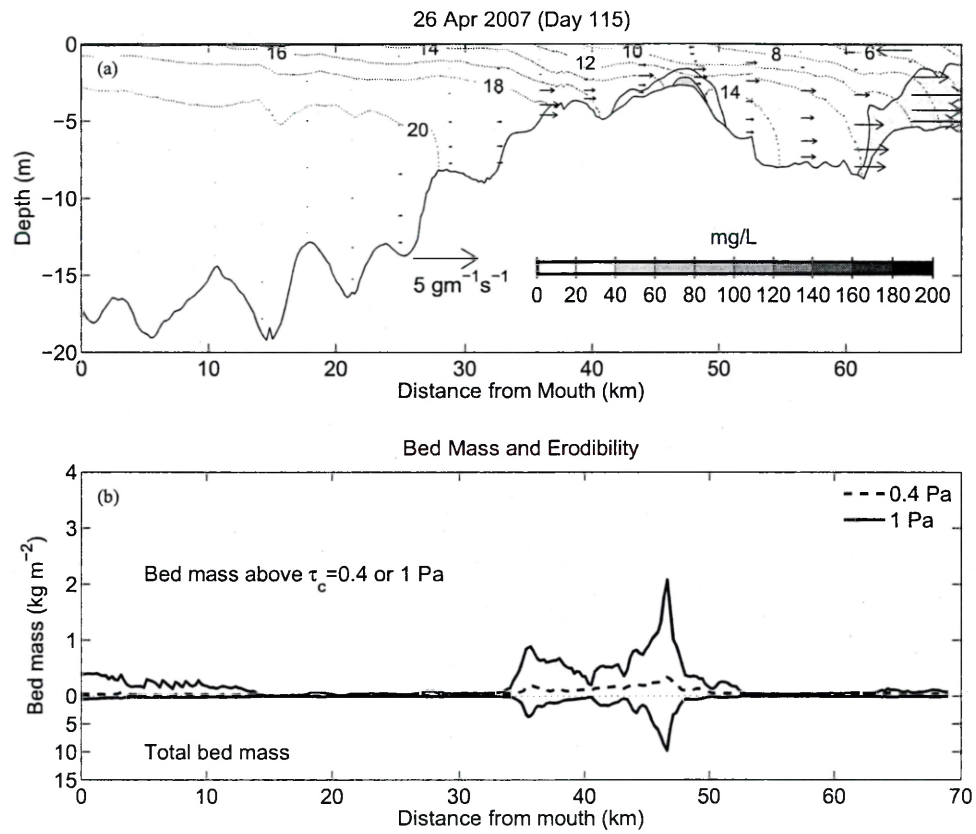 26 Apr 2007 (Day 115)
(a)
0
−5
−10
−15
−20
Depth (m)
16
14
10
8
6
12
18
14
20
5 gm⁻¹s⁻¹
mg/L
0 20 40 60 80 100 120 140 160 180 200
0 10 20 30 40 50 60
Distance from Mouth (km)
Bed Mass and Erodibility
(b)
4
3
2
1
0
5
10
15
Bed mass (kg m⁻²)
0.4 Pa
1 Pa
Bed mass above τc=0.4 or 1 Pa
Total bed mass
0 10 20 30 40 50 60 70
Distance from mouth (km)